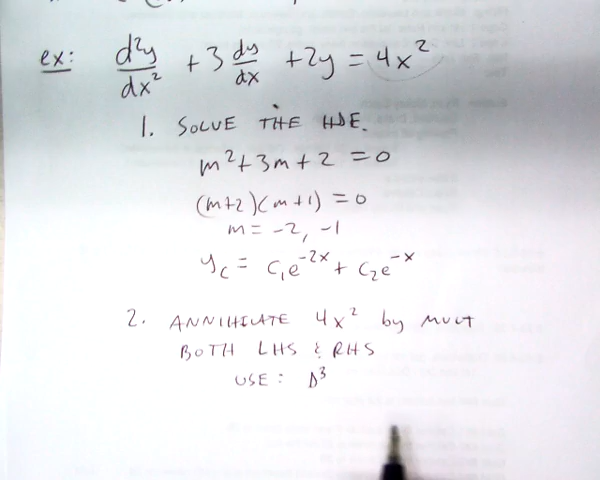 ex: d²y/dx² + 3 dy/dx + 2y = 4x²
1. SOLVE THE HDE.
m² + 3m + 2 = 0
(m+2)(m+1) = 0
m = -2, -1
y_c = c₁e^-2x + c₂e^-x
2. ANNIHILATE 4x² by MULT
BOTH LHS & RHS
USE: D³